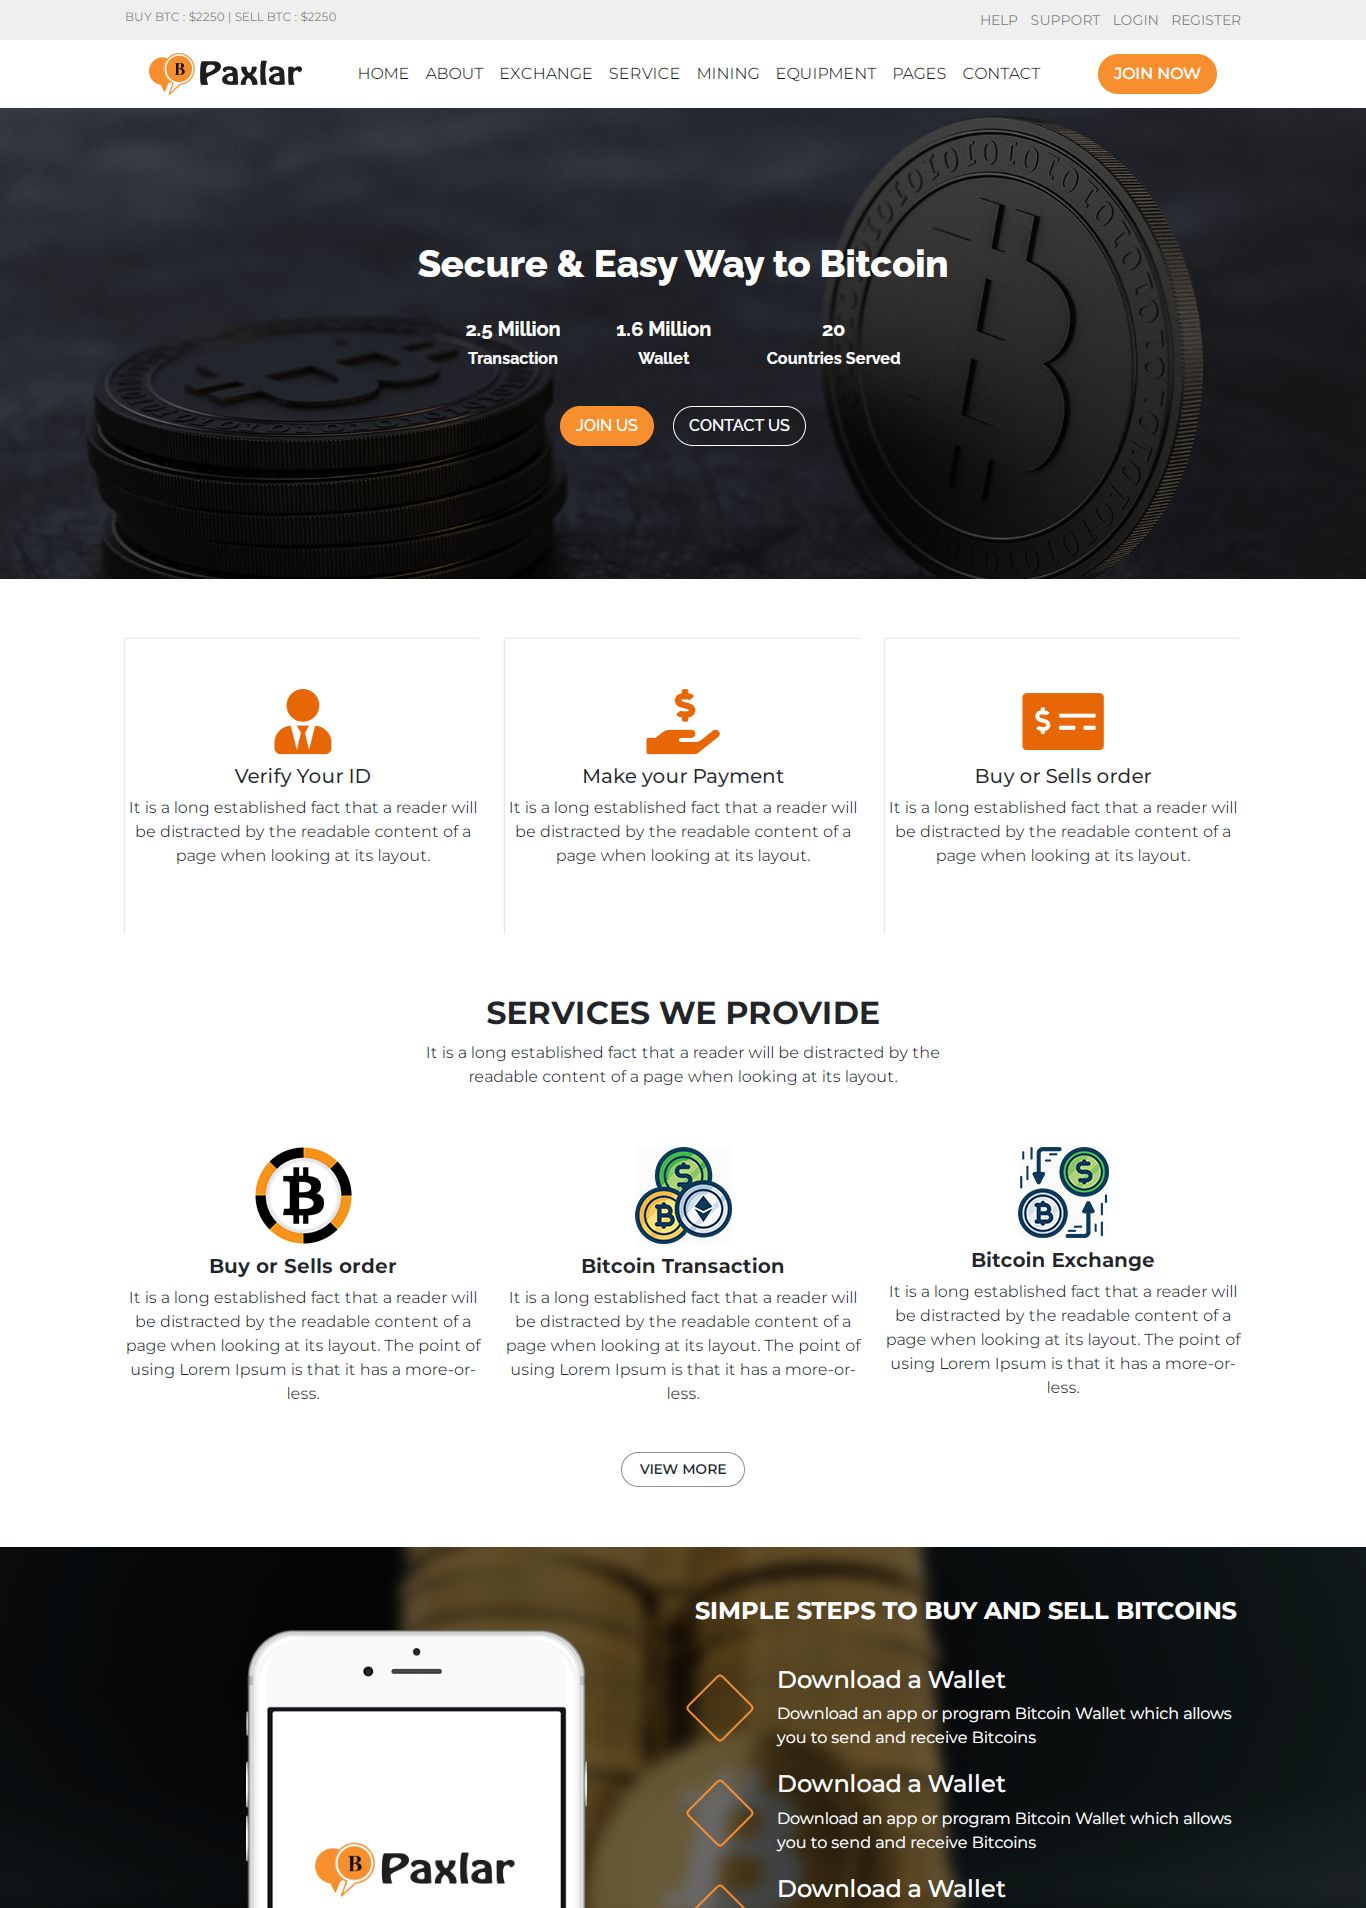 BUY BTC : $2250 | SELL BTC : $2250
HELP SUPPORT LOGIN REGISTER
B Paxlar
HOME ABOUT EXCHANGE SERVICE MINING EQUIPMENT PAGES CONTACT
JOIN NOW
Secure & Easy Way to Bitcoin
2.5 Million 1.6 Million 20
Transaction Wallet Countries Served
JOIN US CONTACT US
Verify Your ID
It is a long established fact that a reader will
be distracted by the readable content of a
page when looking at its layout.
Make your Payment
It is a long established fact that a reader will
be distracted by the readable content of a
page when looking at its layout.
Buy or Sells order
It is a long established fact that a reader will
be distracted by the readable content of a
page when looking at its layout.
SERVICES WE PROVIDE
It is a long established fact that a reader will be distracted by the
readable content of a page when looking at its layout.
Buy or Sells order
It is a long established fact that a reader will
be distracted by the readable content of a
page when looking at its layout. The point of
using Lorem Ipsum is that it has a more-or-
less.
Bitcoin Transaction
It is a long established fact that a reader will
be distracted by the readable content of a
page when looking at its layout. The point of
using Lorem Ipsum is that it has a more-or-
less.
Bitcoin Exchange
It is a long established fact that a reader will
be distracted by the readable content of a
page when looking at its layout. The point of
using Lorem Ipsum is that it has a more-or-
less.
VIEW MORE
SIMPLE STEPS TO BUY AND SELL BITCOINS
Download a Wallet
Download an app or program Bitcoin Wallet which allows
you to send and receive Bitcoins
Download a Wallet
Download an app or program Bitcoin Wallet which allows
you to send and receive Bitcoins
Download a Wallet
B Paxlar